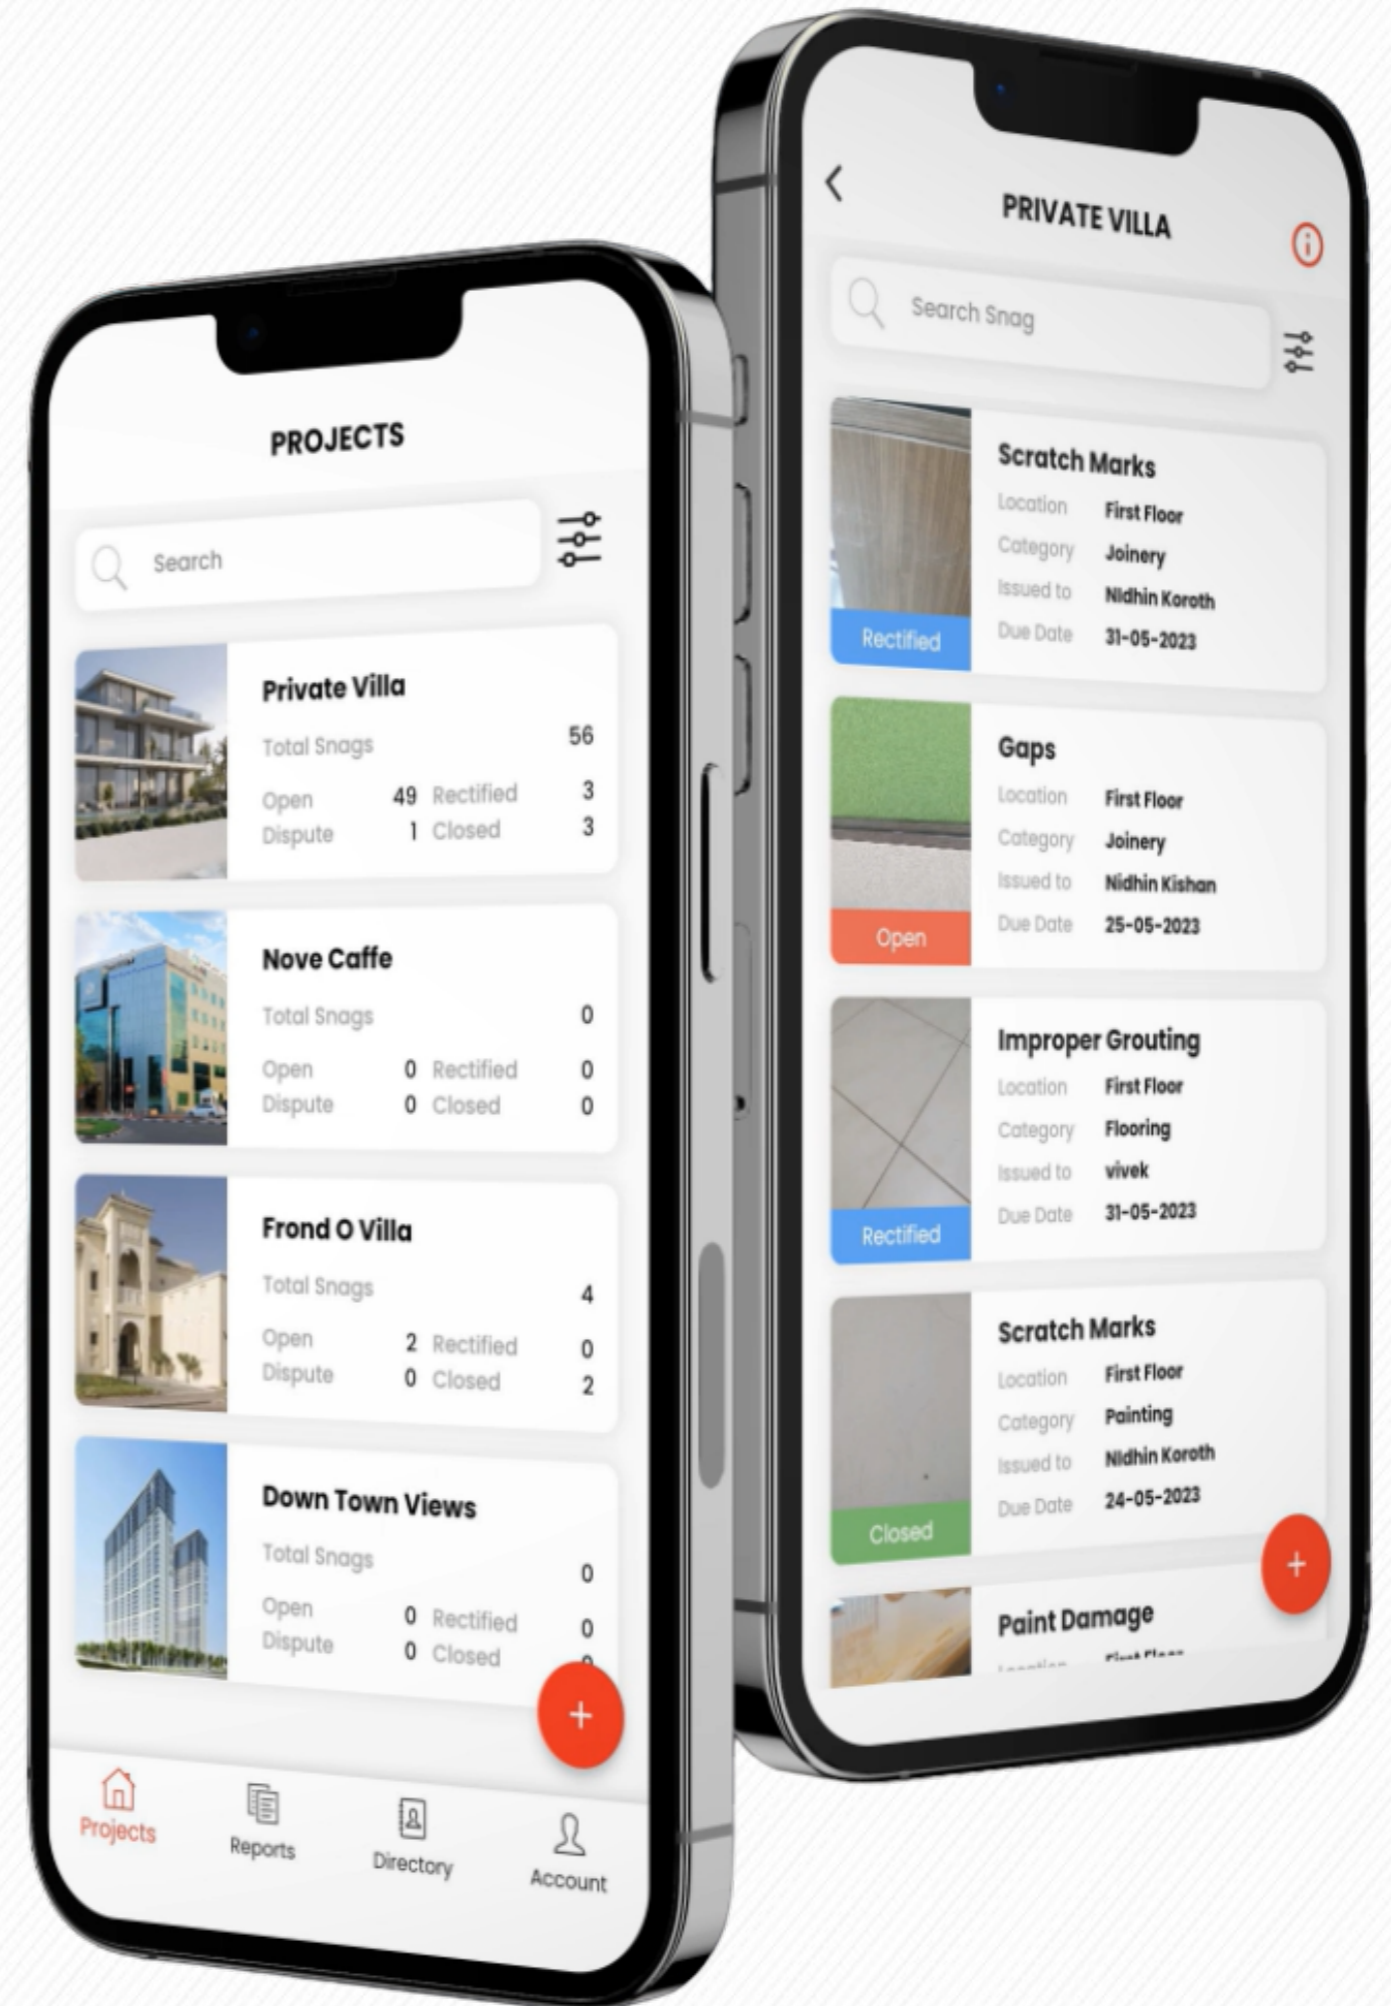 PROJECTS
Search
Private Villa
Total Snags 56
Open 49 Rectified 3
Dispute 1 Closed 3
Nove Caffe
Total Snags 0
Open 0 Rectified 0
Dispute 0 Closed 0
Frond O Villa
Total Snags 4
Open 2 Rectified 0
Dispute 0 Closed 2
Down Town Views
Total Snags 0
Open 0 Rectified 0
Dispute 0 Closed
+
Projects Reports Directory Account
PRIVATE VILLA
Search Snag
Scratch Marks
Location First Floor
Category Joinery
Issued to NIdhin Koroth
Due Date 31-05-2023
Rectified
Gaps
Location First Floor
Category Joinery
Issued to Nidhin Kishan
Due Date 25-05-2023
Open
Improper Grouting
Location First Floor
Category Flooring
Issued to vivek
Due Date 31-05-2023
Rectified
Scratch Marks
Location First Floor
Category Painting
Issued to NIdhin Koroth
Due Date 24-05-2023
Closed
+
Paint Damage
Location First Floor